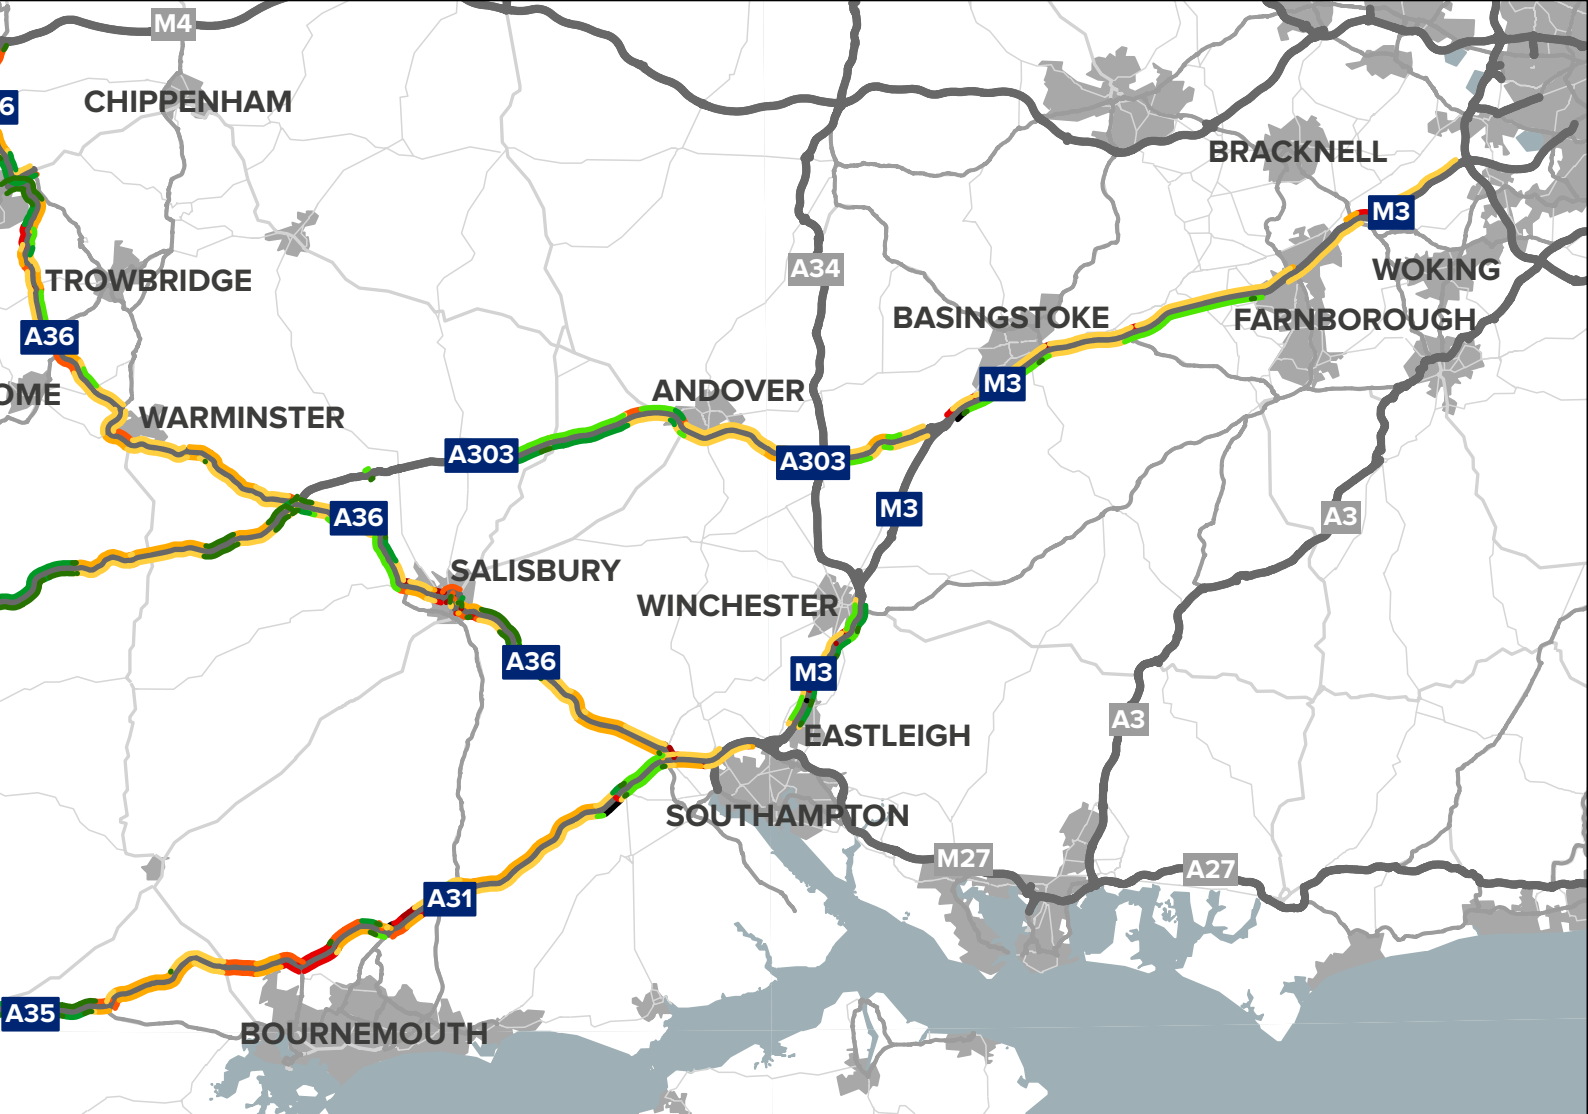 M4
CHIPPENHAM
6
BRACKNELL
M3
A34
WOKING
TROWBRIDGE
BASINGSTOKE
FARNBOROUGH
A36
M3
ANDOVER
OME
WARMINSTER
A303
A303
M3
A36
A3
SALISBURY
WINCHESTER
A36
M3
A3
EASTLEIGH
SOUTHAMPTON
M27
A27
A31
A35
BOURNEMOUTH